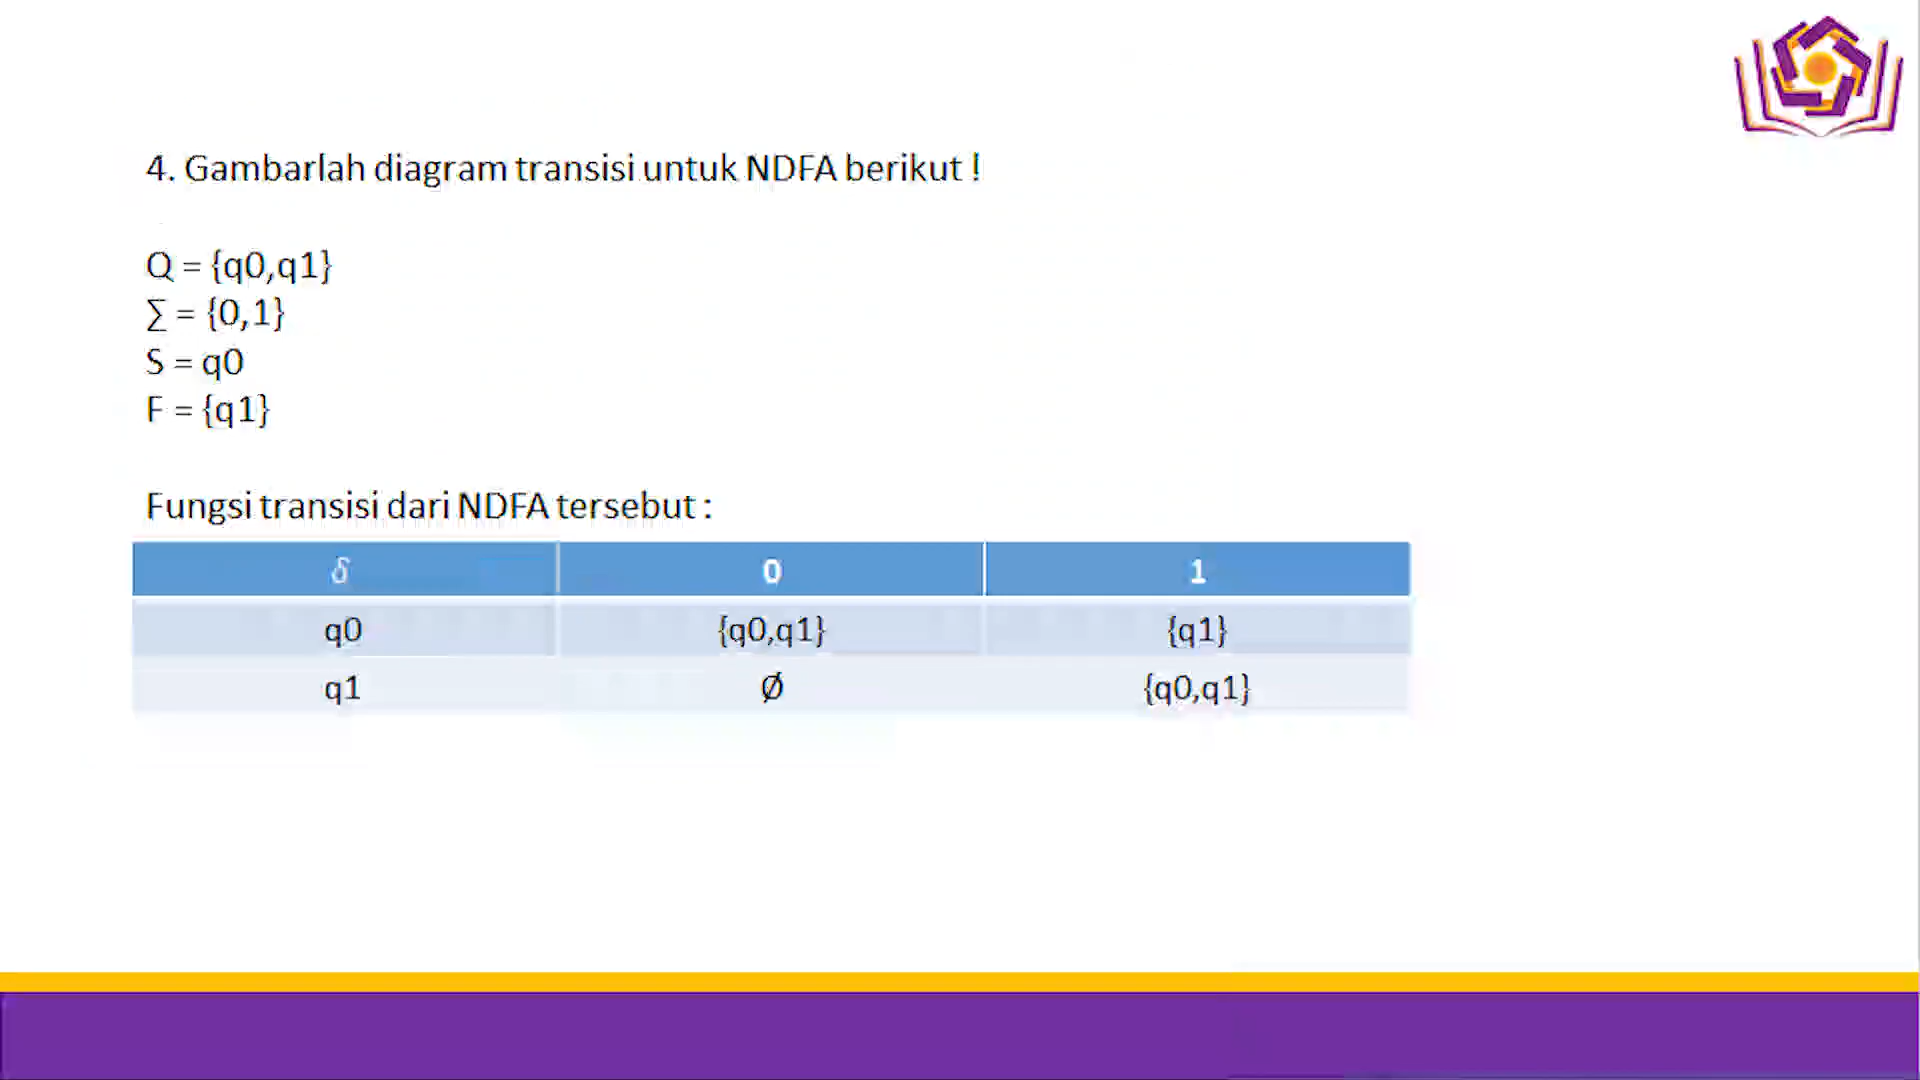 4. Gambarlah diagram transisi untuk NDFA berikut !
Q = {q0,q1}
∑ = {0,1}
S = q0
F = {q1}
Fungsi transisi dari NDFA tersebut :
δ 0 1
q0 {q0,q1} {q1}
q1 Ø {q0,q1}